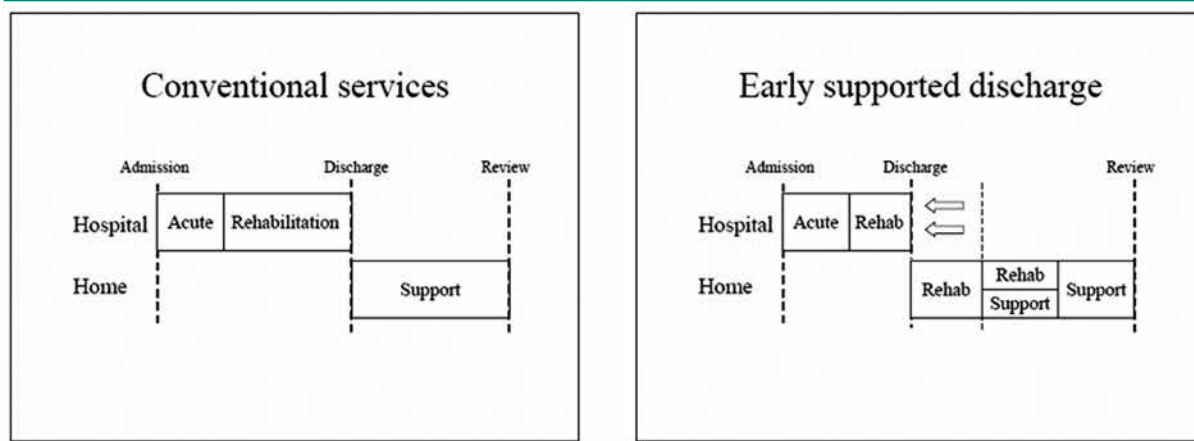 Conventional services
Admission Discharge Review
Hospital Acute Rehabilitation
Home Support
Early supported discharge
Admission Discharge Review
Hospital Acute Rehab
Home Rehab Rehab Support Support